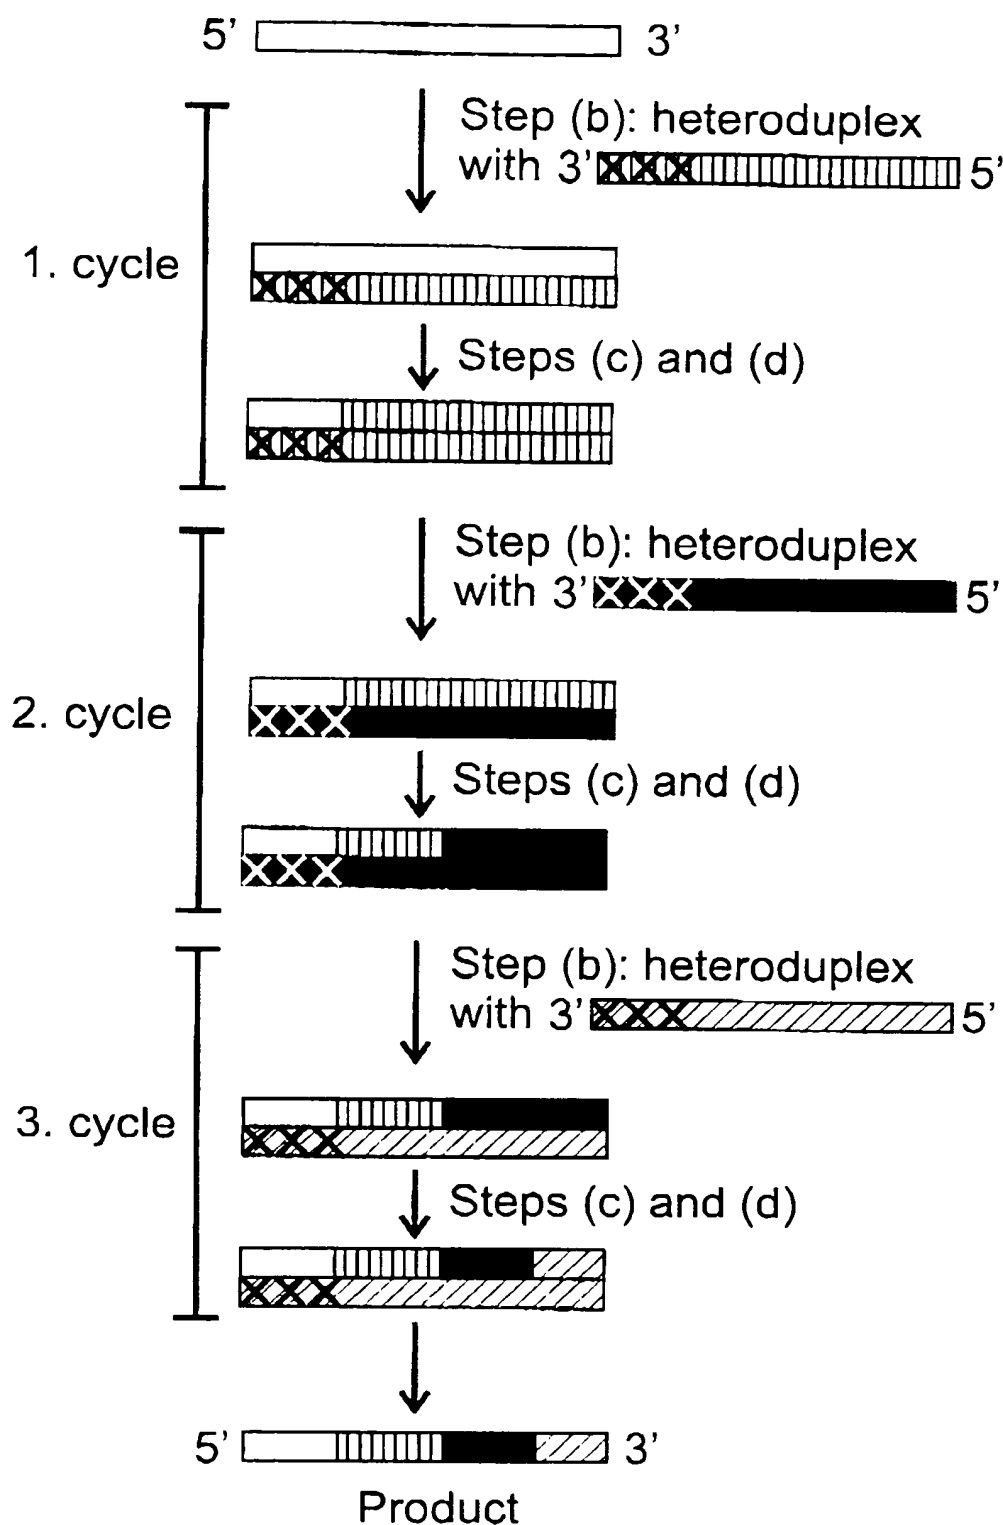 5' 3'
Step (b): heteroduplex
with 3' 5'
1. cycle
Steps (c) and (d)
Step (b): heteroduplex
with 3' 5'
2. cycle
Steps (c) and (d)
Step (b): heteroduplex
with 3' 5'
3. cycle
Steps (c) and (d)
5' 3'
Product